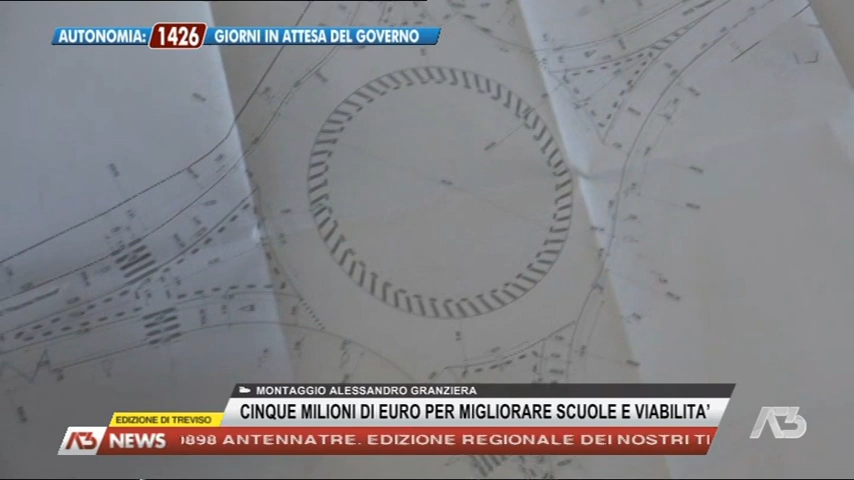 AUTONOMIA: 1426 GIORNI IN ATTESA DEL GOVERNO
MONTAGGIO ALESSANDRO GRANZIERA
EDIZIONE DI TREVISO
CINQUE MILIONI DI EURO PER MIGLIORARE SCUOLE E VIABILITA'
A3 NEWS
0898 ANTENNATRE. EDIZIONE REGIONALE DEI NOSTRI
A3